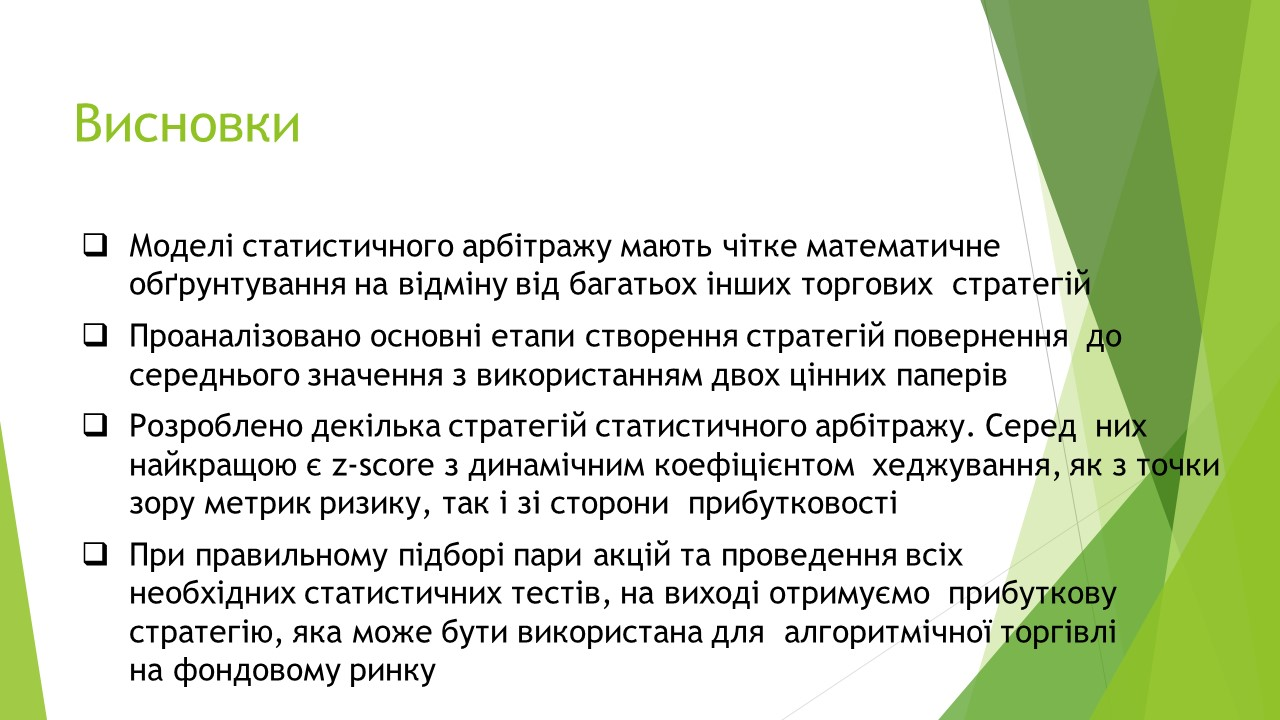 Висновки
❑ Моделі статистичного арбітражу мають чітке математичне
обґрунтування на відміну від багатьох інших торгових  стратегій
❑ Проаналізовано основні етапи створення стратегій повернення  до
середнього значення з використанням двох цінних паперів
❑ Розроблено декілька стратегій статистичного арбітражу. Серед  них
найкращою є z-score з динамічним коефіцієнтом  хеджування, як з точки
зору метрик ризику, так і зі сторони  прибутковості
❑ При правильному підборі пари акцій та проведення всіх
необхідних статистичних тестів, на виході отримуємо  прибуткову
стратегію, яка може бути використана для  алгоритмічної торгівлі
на фондовому ринку